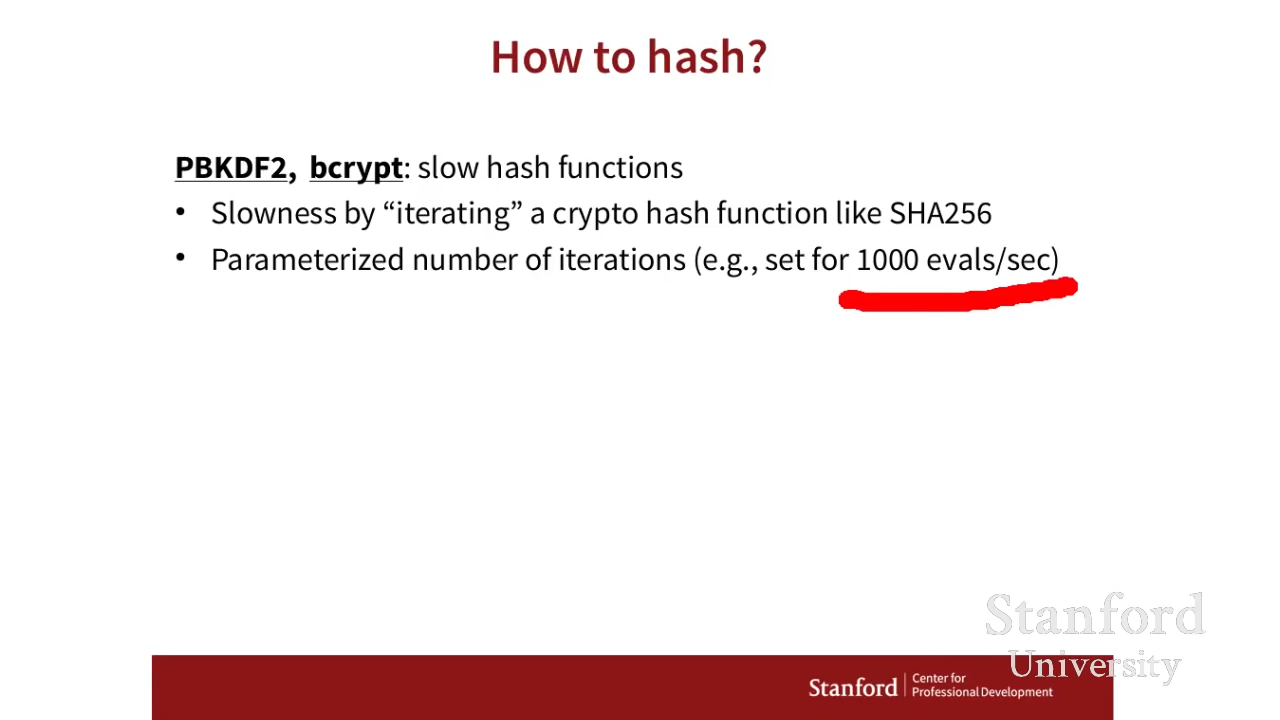 How to hash?
PBKDF2, bcrypt: slow hash functions
• Slowness by “iterating” a crypto hash function like SHA256
• Parameterized number of iterations (e.g., set for 1000 evals/sec)
Stanford
University
Stanford | Center for
Professional Development